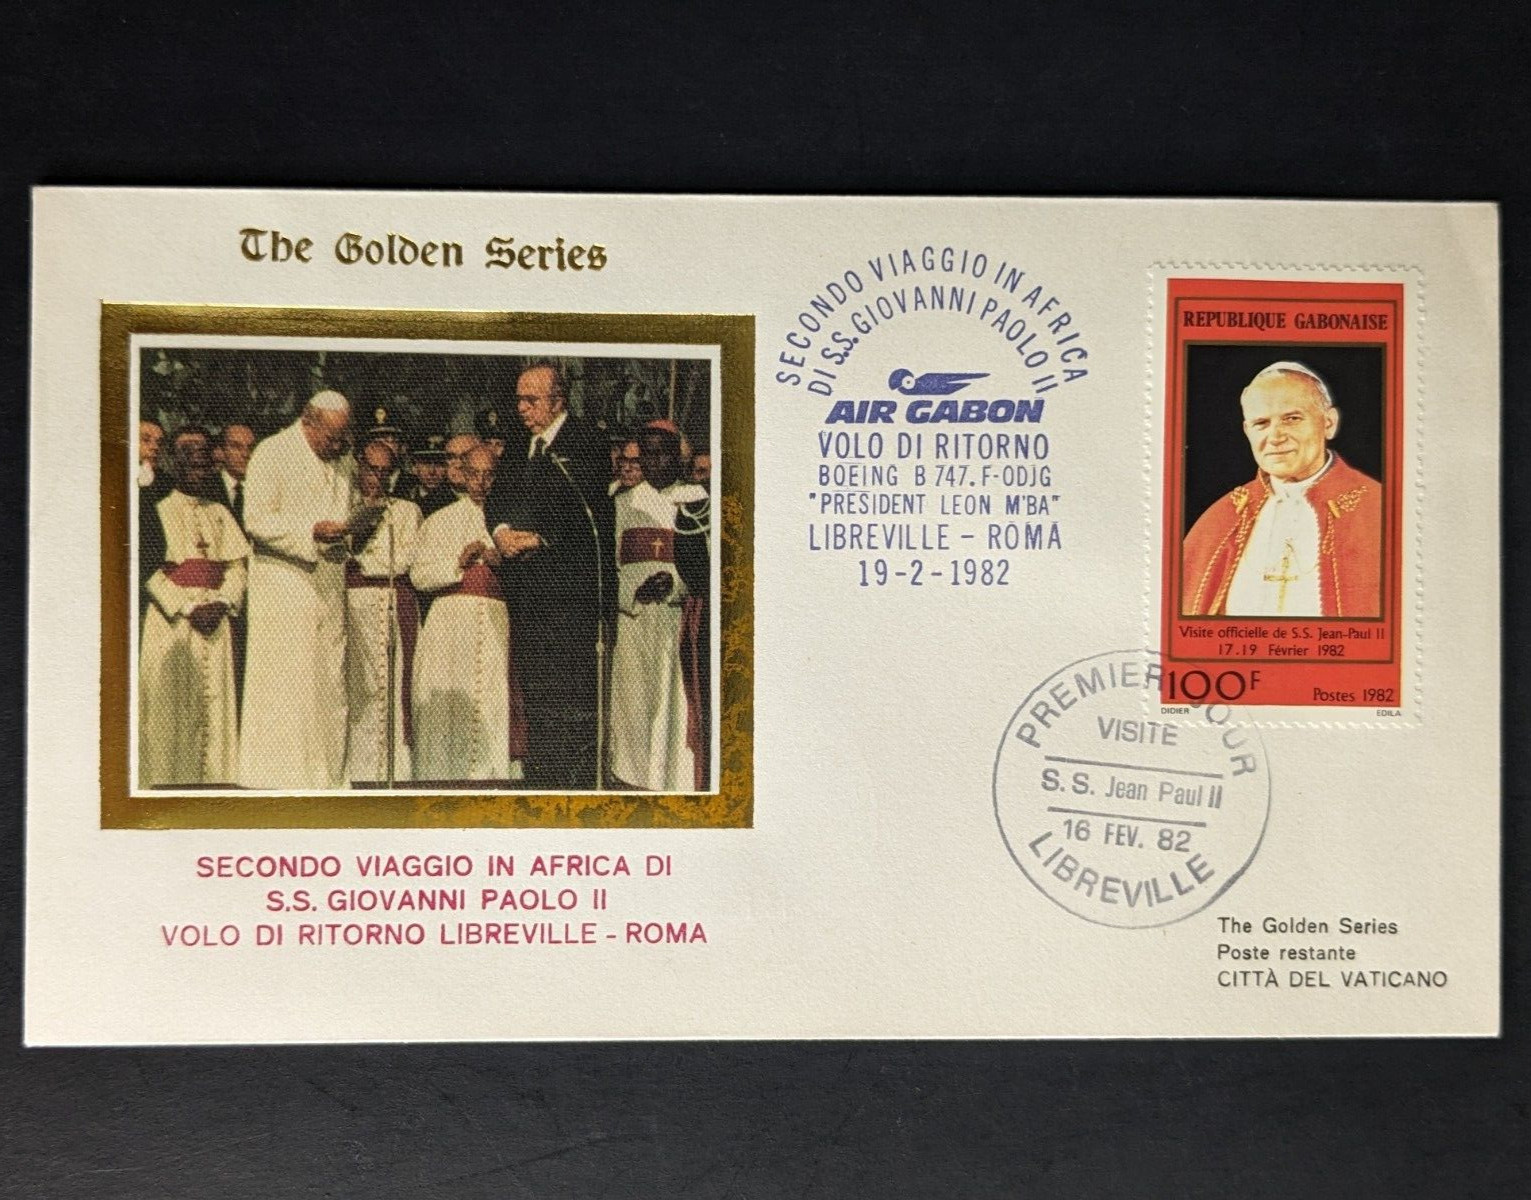 The Golden Series
SECONDO VIAGGIO IN AFRICA DI
S.S. GIOVANNI PAOLO II
VOLO DI RITORNO LIBREVILLE - ROMA
SECONDO VIAGGIO IN AFRICA
DI S.S. GIOVANNI PAOLO II
AIR GABON
VOLO DI RITORNO
BOEING B 747. F-ODJG
"PRESIDENT LEON M'BA"
LIBREVILLE - ROMA
19-2-1982
REPUBLIQUE GABONAISE
Visite officielle de S.S. Jean-Paul II
17.19 Février 1982
100F Postes 1982
DIDIER EDILA
PREMIER JOUR
VISITE
S. S. Jean Paul II
16 FEV. 82
LIBREVILLE
The Golden Series
Poste restante
CITTÀ DEL VATICANO